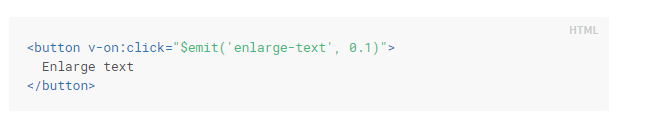 HTML
<button v-on:click="$emit('enlarge-text', 0.1)">
  Enlarge text
</button>